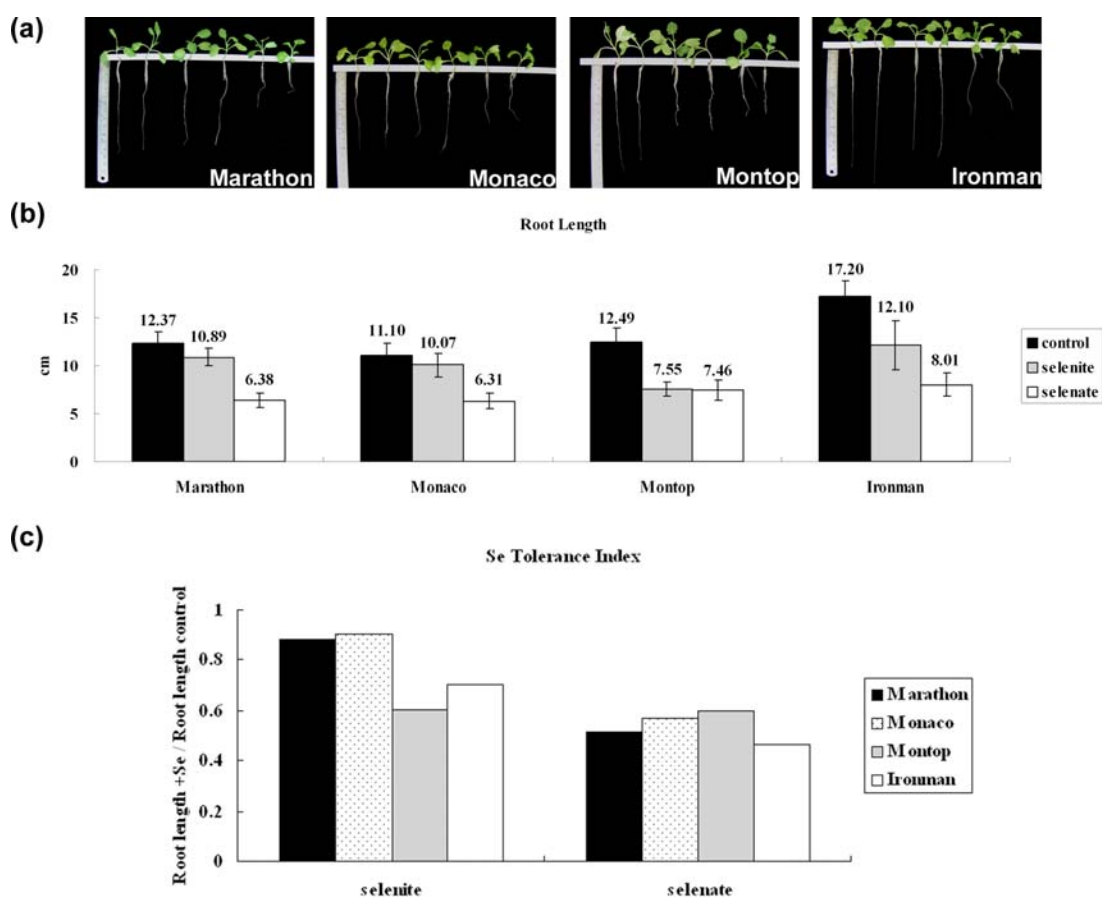 (a)
Marathon
Monaco
Montop
Ironman
(b)
Root Length
cm
20
15
10
5
0
12.37
10.89
6.38
11.10
10.07
6.31
12.49
7.55
7.46
17.20
12.10
8.01
Marathon
Monaco
Montop
Ironman
control
selenite
selenate
(c)
Se Tolerance Index
Root length +Se / Root length control
1
0.8
0.6
0.4
0.2
0
selenite
selenate
Marathon
Monaco
Montop
Ironman